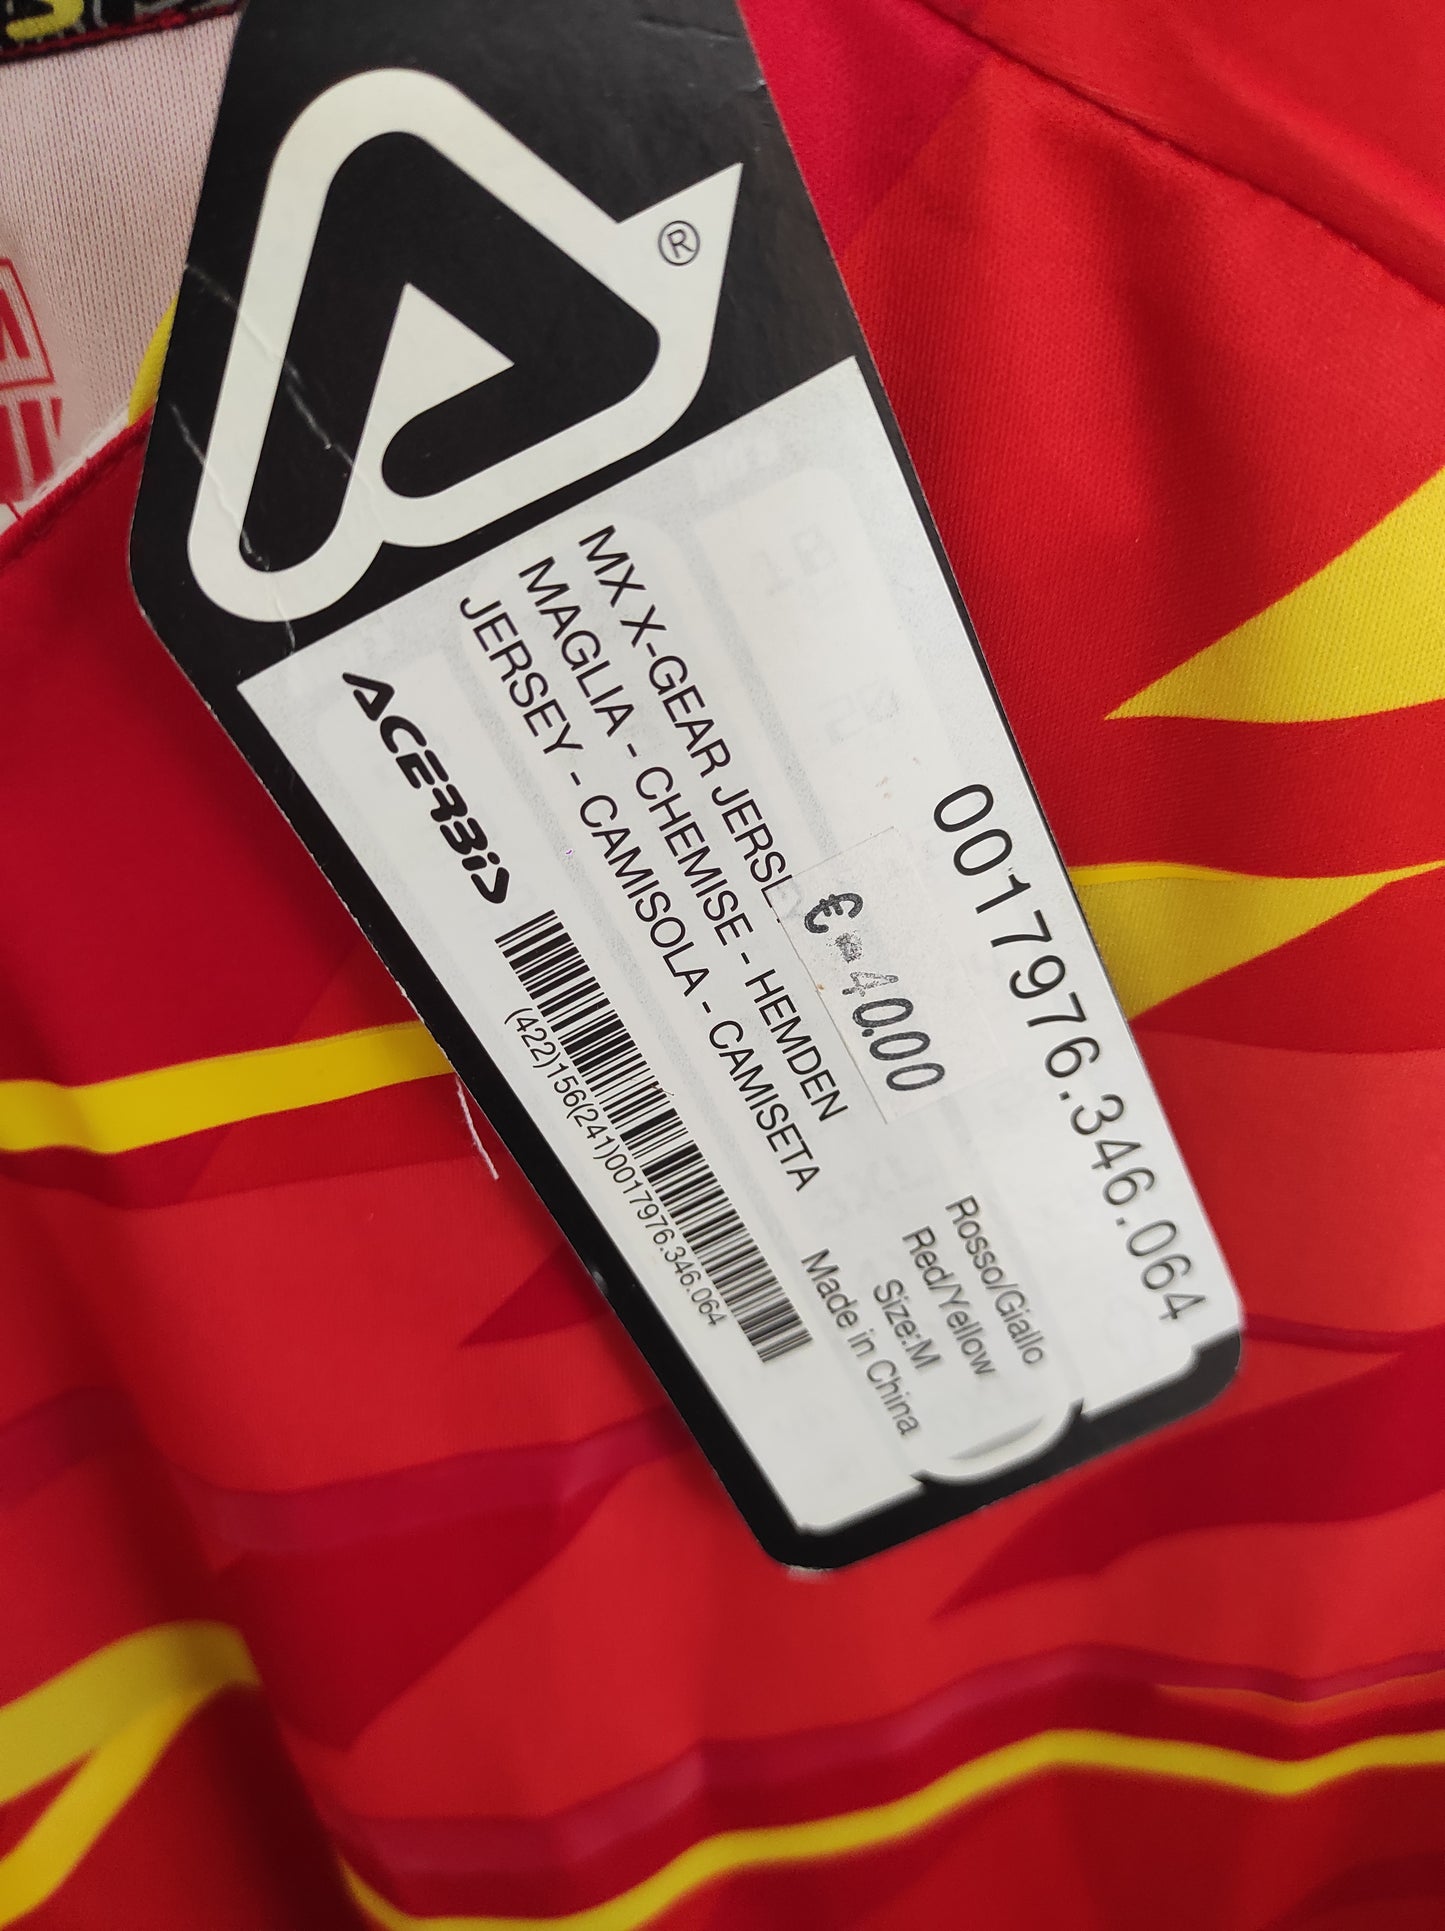 ®
0017976.346.064
MX X-GEAR JERSEY
MAGLIA - CHEMISE - HEMDEN
JERSEY - CAMISOLA - CAMISETA
€ 40.00
ACERBIS
(422)156(241)0017976.346.064
Rosso/Giallo
Red/Yellow
Size:M
Made in China